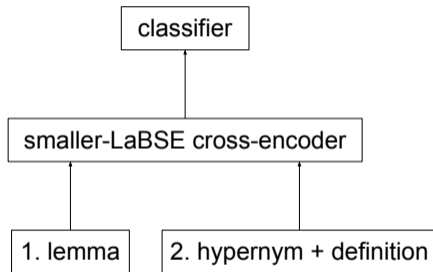 classifier
smaller-LaBSE cross-encoder
1. lemma
2. hypernym + definition